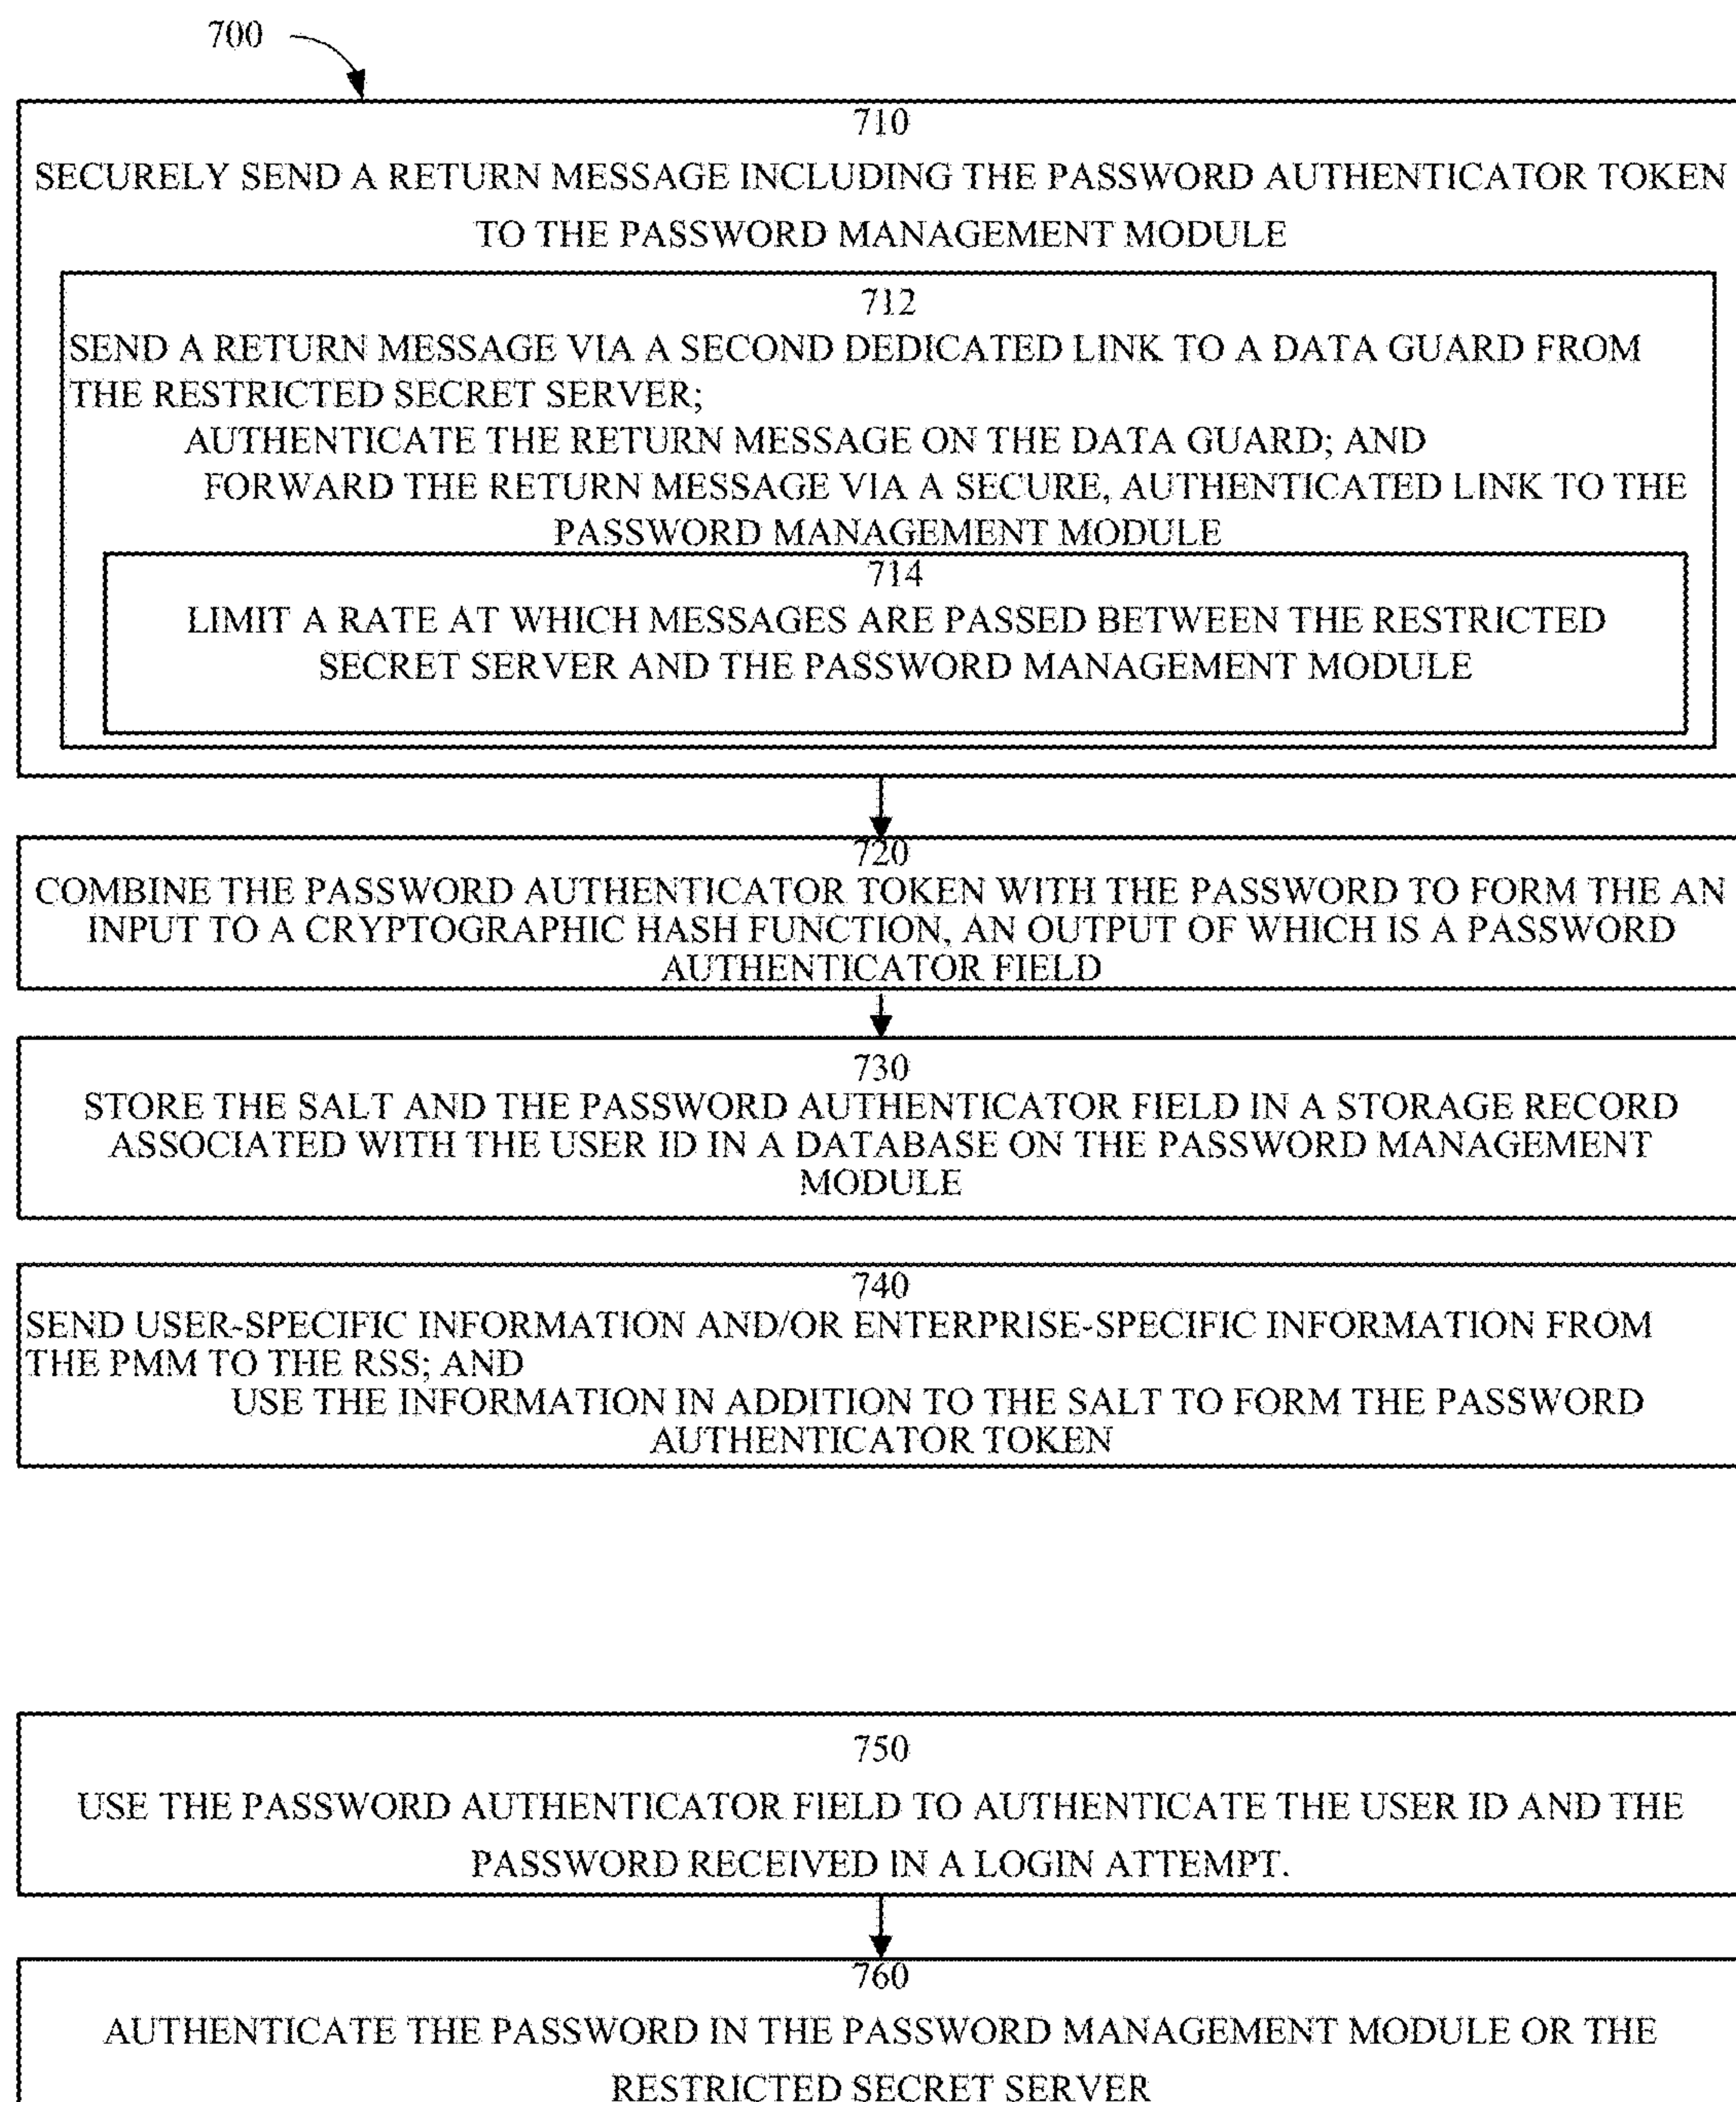 700
710
SECURELY SEND A RETURN MESSAGE INCLUDING THE PASSWORD AUTHENTICATOR TOKEN
TO THE PASSWORD MANAGEMENT MODULE
712
SEND A RETURN MESSAGE VIA A SECOND DEDICATED LINK TO A DATA GUARD FROM
THE RESTRICTED SECRET SERVER;
AUTHENTICATE THE RETURN MESSAGE ON THE DATA GUARD; AND
FORWARD THE RETURN MESSAGE VIA A SECURE, AUTHENTICATED LINK TO THE
PASSWORD MANAGEMENT MODULE
714
LIMIT A RATE AT WHICH MESSAGES ARE PASSED BETWEEN THE RESTRICTED
SECRET SERVER AND THE PASSWORD MANAGEMENT MODULE
720
COMBINE THE PASSWORD AUTHENTICATOR TOKEN WITH THE PASSWORD TO FORM THE AN
INPUT TO A CRYPTOGRAPHIC HASH FUNCTION, AN OUTPUT OF WHICH IS A PASSWORD
AUTHENTICATOR FIELD
730
STORE THE SALT AND THE PASSWORD AUTHENTICATOR FIELD IN A STORAGE RECORD
ASSOCIATED WITH THE USER ID IN A DATABASE ON THE PASSWORD MANAGEMENT
MODULE
740
SEND USER-SPECIFIC INFORMATION AND/OR ENTERPRISE-SPECIFIC INFORMATION FROM
THE PMM TO THE RSS; AND
USE THE INFORMATION IN ADDITION TO THE SALT TO FORM THE PASSWORD
AUTHENTICATOR TOKEN
750
USE THE PASSWORD AUTHENTICATOR FIELD TO AUTHENTICATE THE USER ID AND THE
PASSWORD RECEIVED IN A LOGIN ATTEMPT.
760
AUTHENTICATE THE PASSWORD IN THE PASSWORD MANAGEMENT MODULE OR THE
RESTRICTED SECRET SERVER